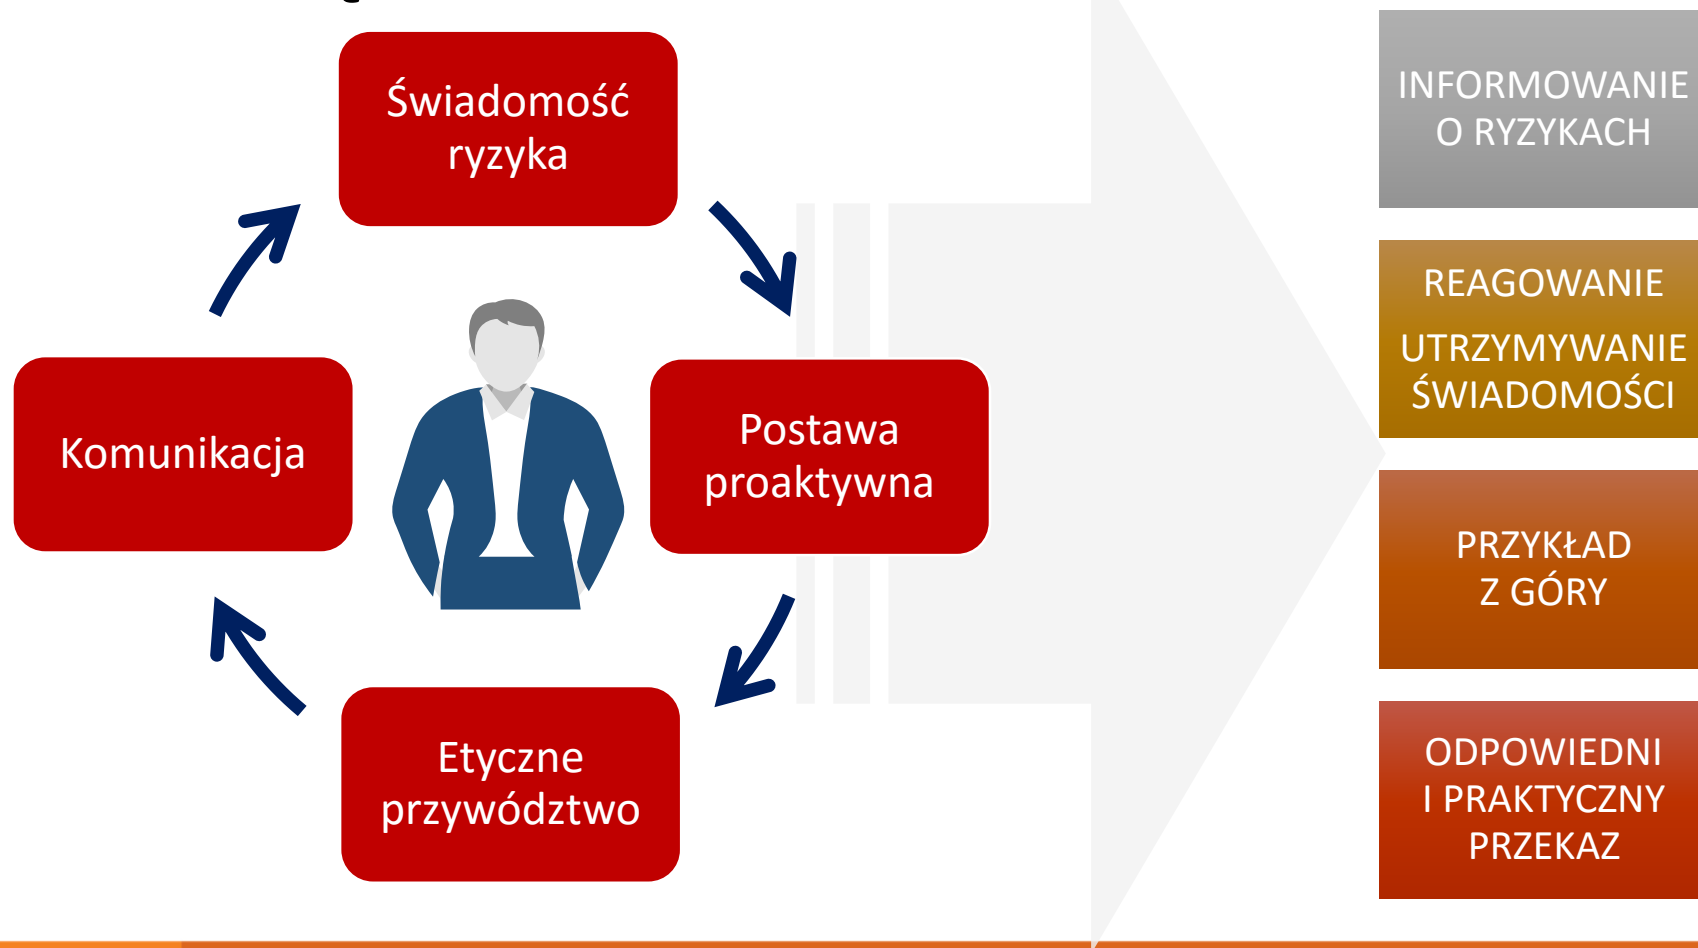 Świadomość
ryzyka
Postawa
proaktywna
Etyczne
przywództwo
Komunikacja
INFORMOWANIE
O RYZYKACH
REAGOWANIE
UTRZYMYWANIE
ŚWIADOMOŚCI
PRZYKŁAD
Z GÓRY
ODPOWIEDNI
I PRAKTYCZNY
PRZEKAZ